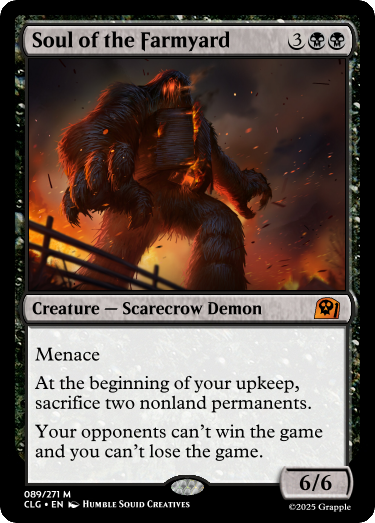 Soul of the Farmyard 3
Creature — Scarecrow Demon
Menace
At the beginning of your upkeep,
sacrifice two nonland permanents.
Your opponents can't win the game
and you can't lose the game.
6/6
089/271 M
CLG • EN Humble Squid Creatives
©2025 Grapple